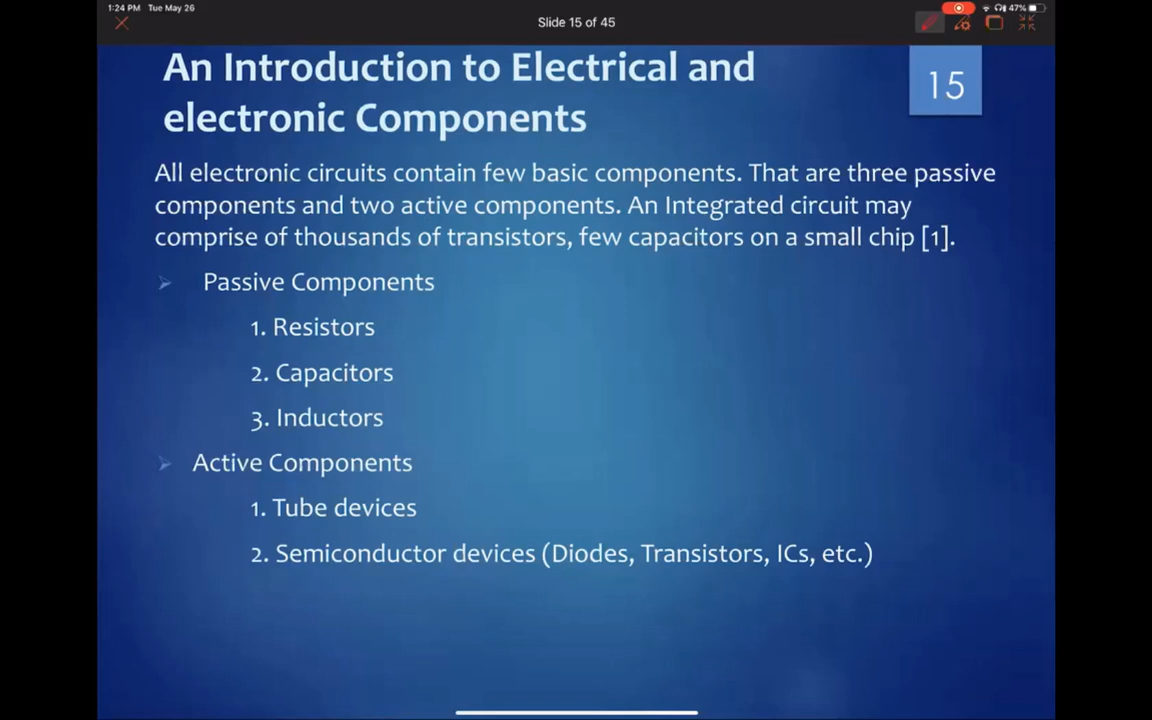 1:24 PM Tue May 26
47%
Slide 15 of 45
An Introduction to Electrical and
electronic Components
15
All electronic circuits contain few basic components. That are three passive
components and two active components. An Integrated circuit may
comprise of thousands of transistors, few capacitors on a small chip [1].
Passive Components
1. Resistors
2. Capacitors
3. Inductors
Active Components
1. Tube devices
2. Semiconductor devices (Diodes, Transistors, ICs, etc.)